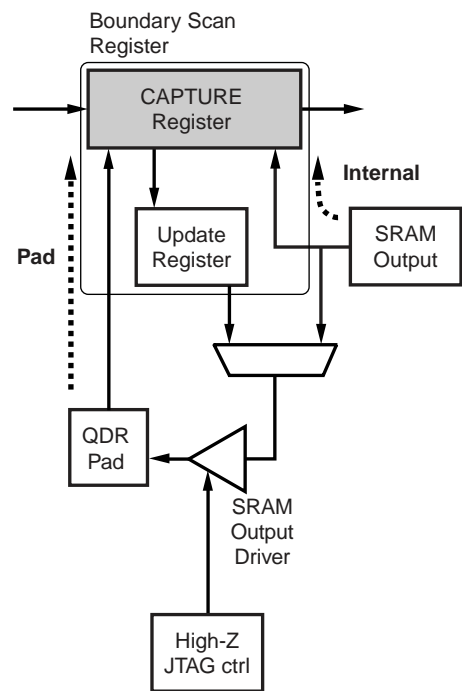 Boundary Scan
Register
CAPTURE
Register
Internal
Pad
Update
Register
SRAM
Output
QDR
Pad
SRAM
Output
Driver
High-Z
JTAG ctrl